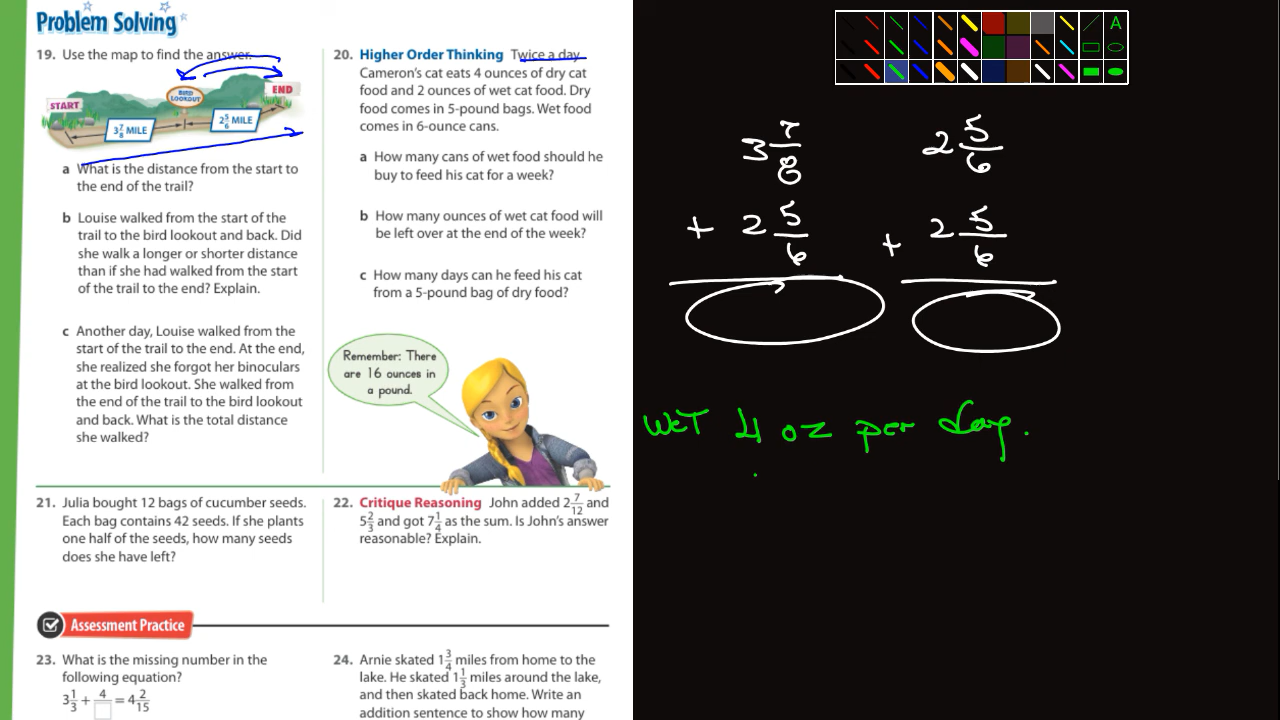 Problem Solving
19. Use the map to find the answer.
START
BIRD
LOOKOUT
END
3 7/8 MILE
2 5/6 MILE
a What is the distance from the start to
the end of the trail?
b Louise walked from the start of the
trail to the bird lookout and back. Did
she walk a longer or shorter distance
than if she had walked from the start
of the trail to the end? Explain.
c Another day, Louise walked from the
start of the trail to the end. At the end,
she realized she forgot her binoculars
at the bird lookout. She walked from
the end of the trail to the bird lookout
and back. What is the total distance
she walked?
20. Higher Order Thinking Twice a day
Cameron's cat eats 4 ounces of dry cat
food and 2 ounces of wet cat food. Dry
food comes in 5-pound bags. Wet food
comes in 6-ounce cans.
a How many cans of wet food should he
buy to feed his cat for a week?
b How many ounces of wet cat food will
be left over at the end of the week?
c How many days can he feed his cat
from a 5-pound bag of dry food?
Remember: There
are 16 ounces in
a pound.
21. Julia bought 12 bags of cucumber seeds.
Each bag contains 42 seeds. If she plants
one half of the seeds, how many seeds
does she have left?
22. Critique Reasoning John added 2 7/12 and
5 2/3 and got 7 1/4 as the sum. Is John's answer
reasonable? Explain.
Assessment Practice
23. What is the missing number in the
following equation?
3 1/3 + 4/□ = 4 2/15
24. Arnie skated 1 3/4 miles from home to the
lake. He skated 1 1/3 miles around the lake,
and then skated back home. Write an
addition sentence to show how many
A
3 7/8
+ 2 5/6
2 5/6
+ 2 5/6
WET 4 oz per day.